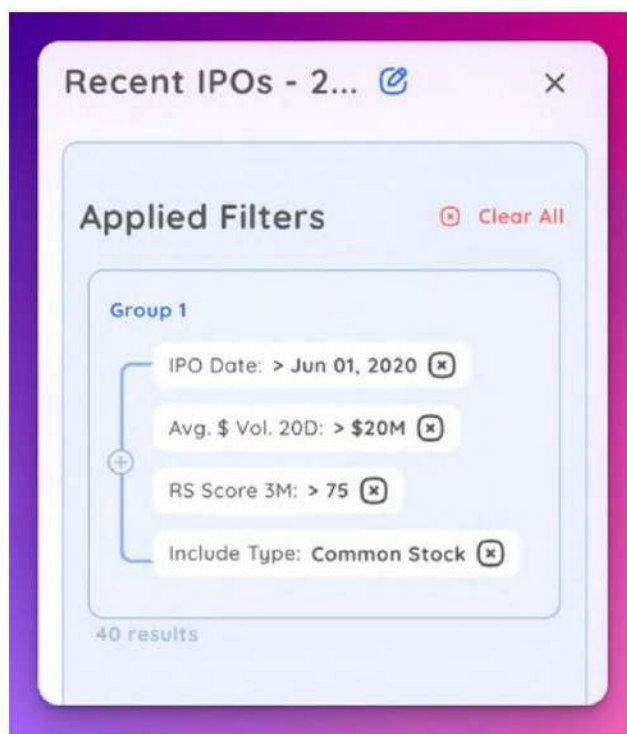 Recent IPOs - 2...
Applied Filters
Clear All
Group 1
IPO Date: > Jun 01, 2020
Avg. $ Vol. 20D: > $20M
RS Score 3M: > 75
Include Type: Common Stock
40 results